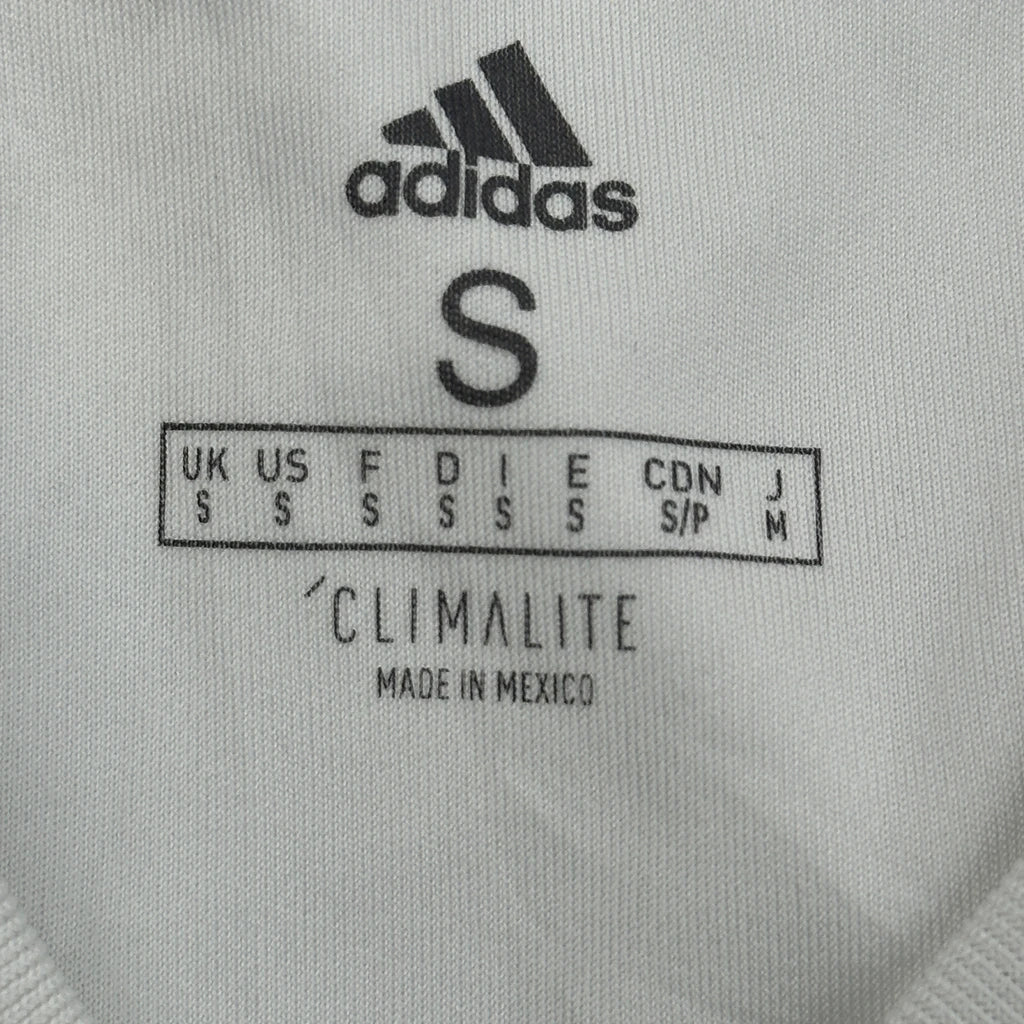 adidas
S
UK US F D I E CDN J
S S S S S S S/P M
´CLIMALITE
MADE IN MEXICO